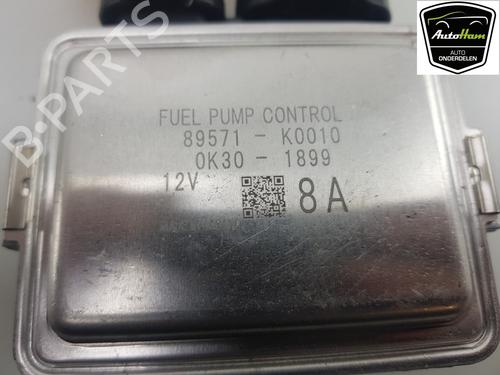 AutoHam
AUTO
ONDERDELEN
FUEL PUMP CONTROL
89571 - K0010
0K30 - 1899
12V
8A
B-PARTS